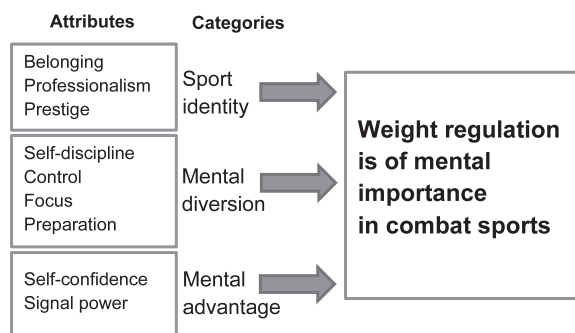 Attributes
Categories
Belonging
Professionalism
Prestige
Sport
identity
Self-discipline
Control
Focus
Preparation
Mental
diversion
Self-confidence
Signal power
Mental
advantage
Weight regulation
is of mental
importance
in combat sports